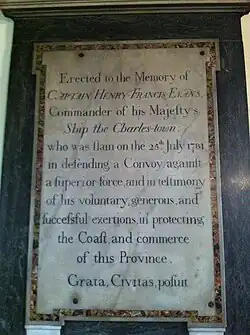 Erected to the Memory of
CAPTAIN HENRY FRANCIS EVANS,
Commander of his Majeſty's
Ship the Charles-town:
who was ſlain on the 21ſt July 1781
in defending a Convoy againſt
a ſuperior force, and in teſtimony
of his voluntary, generous, and
ſucceſsful exertions, in protecting
the Coaſt, and commerce
of this Province.
Grata, Civitas, poſuit